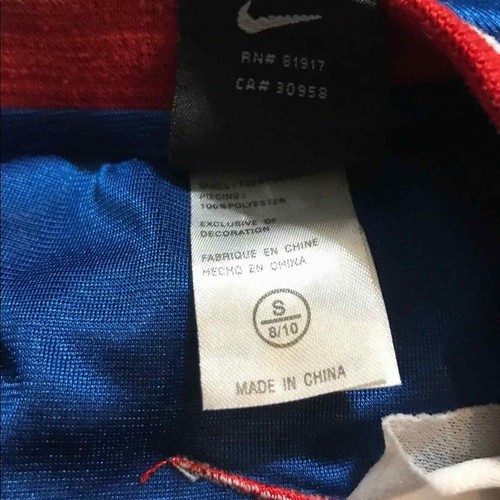 RN# 81917
CA# 30958
PIECING:
100% POLYESTER
EXCLUSIVE OF
DECORATION
FABRIQUE EN CHINE
HECHO EN CHINA
S
8/10
MADE IN CHINA